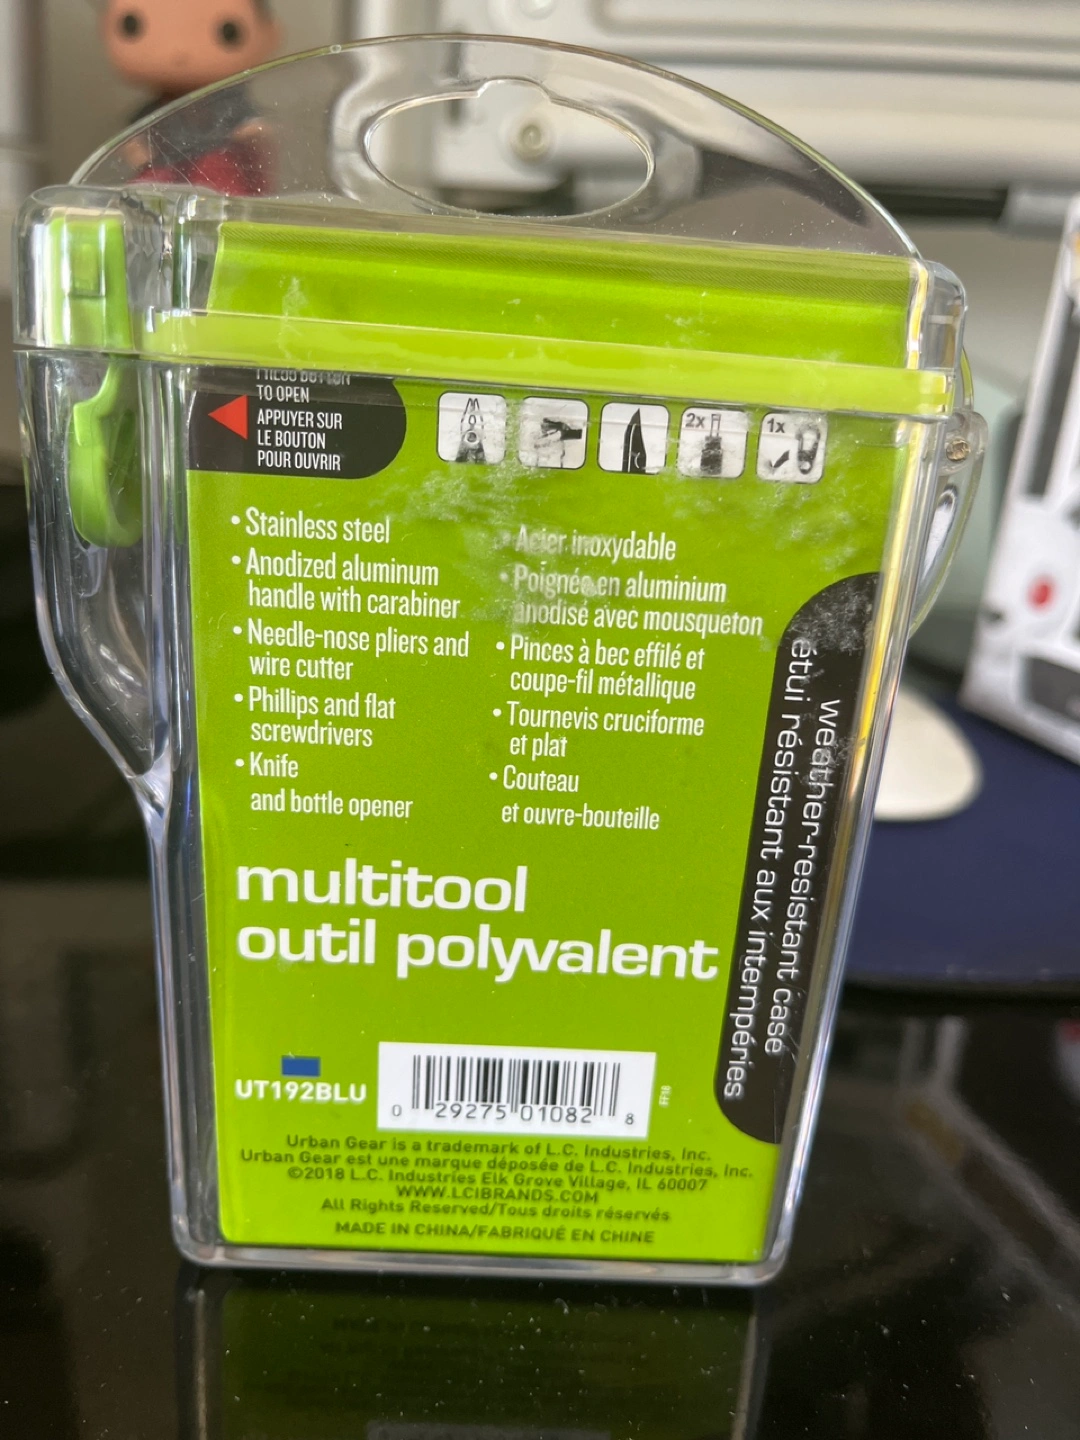 PRESS BUTTON
TO OPEN
APPUYER SUR
LE BOUTON
POUR OUVRIR
2x
1x
• Stainless steel
• Anodized aluminum
handle with carabiner
• Needle-nose pliers and
wire cutter
• Phillips and flat
screwdrivers
• Knife
and bottle opener
• Acier inoxydable
• Poignée en aluminium
anodisé avec mousqueton
• Pinces à bec effilé et
coupe-fil métallique
• Tournevis cruciforme
et plat
• Couteau
et ouvre-bouteille
weather-resistant case
étui résistant aux intempéries
multitool
outil polyvalent
UT192BLU
0 29275 01082 8
FF18
Urban Gear is a trademark of L.C. Industries, Inc.
Urban Gear est une marque déposée de L.C. Industries, Inc.
©2018 L.C. Industries Elk Grove Village, IL 60007
WWW.LCIBRANDS.COM
All Rights Reserved/Tous droits réservés
MADE IN CHINA/FABRIQUÉ EN CHINE